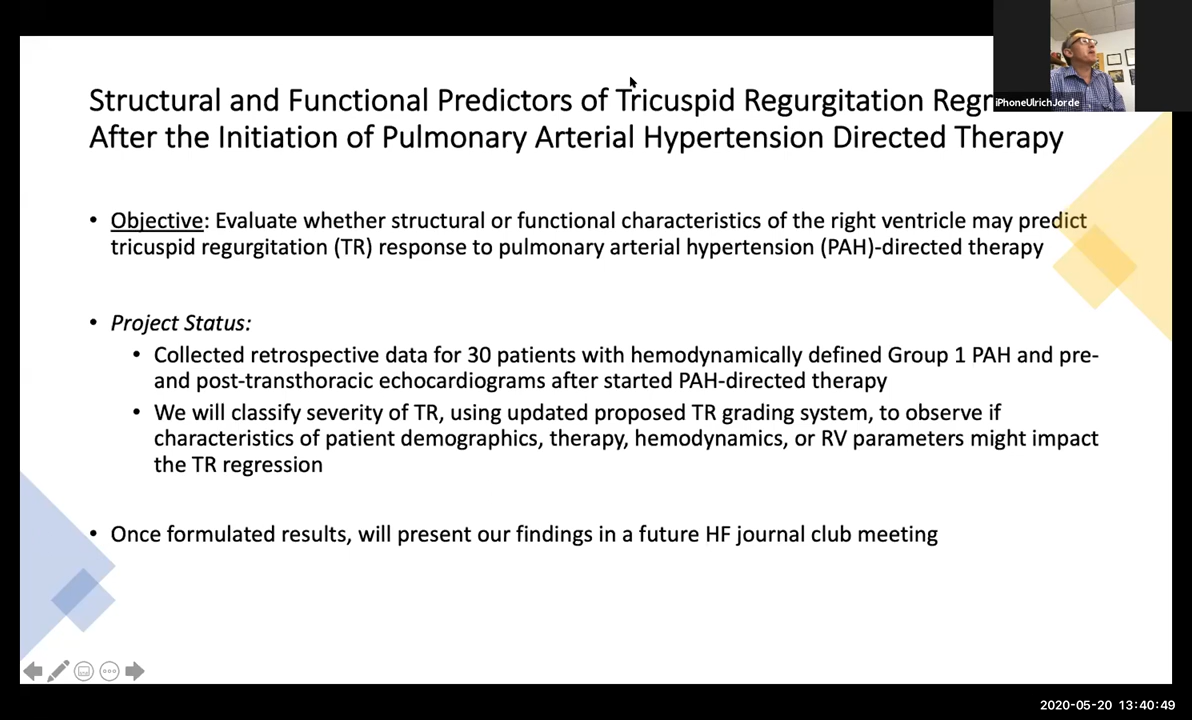 Structural and Functional Predictors of Tricuspid Regurgitation
After the Initiation of Pulmonary Arterial Hypertension Directed Therapy
iPhoneUlrichJorde
• Objective: Evaluate whether structural or functional characteristics of the right ventricle may predict
tricuspid regurgitation (TR) response to pulmonary arterial hypertension (PAH)-directed therapy
• Project Status:
• Collected retrospective data for 30 patients with hemodynamically defined Group 1 PAH and pre-
and post-transthoracic echocardiograms after started PAH-directed therapy
• We will classify severity of TR, using updated proposed TR grading system, to observe if
characteristics of patient demographics, therapy, hemodynamics, or RV parameters might impact
the TR regression
• Once formulated results, will present our findings in a future HF journal club meeting
2020-05-20 13:40:49